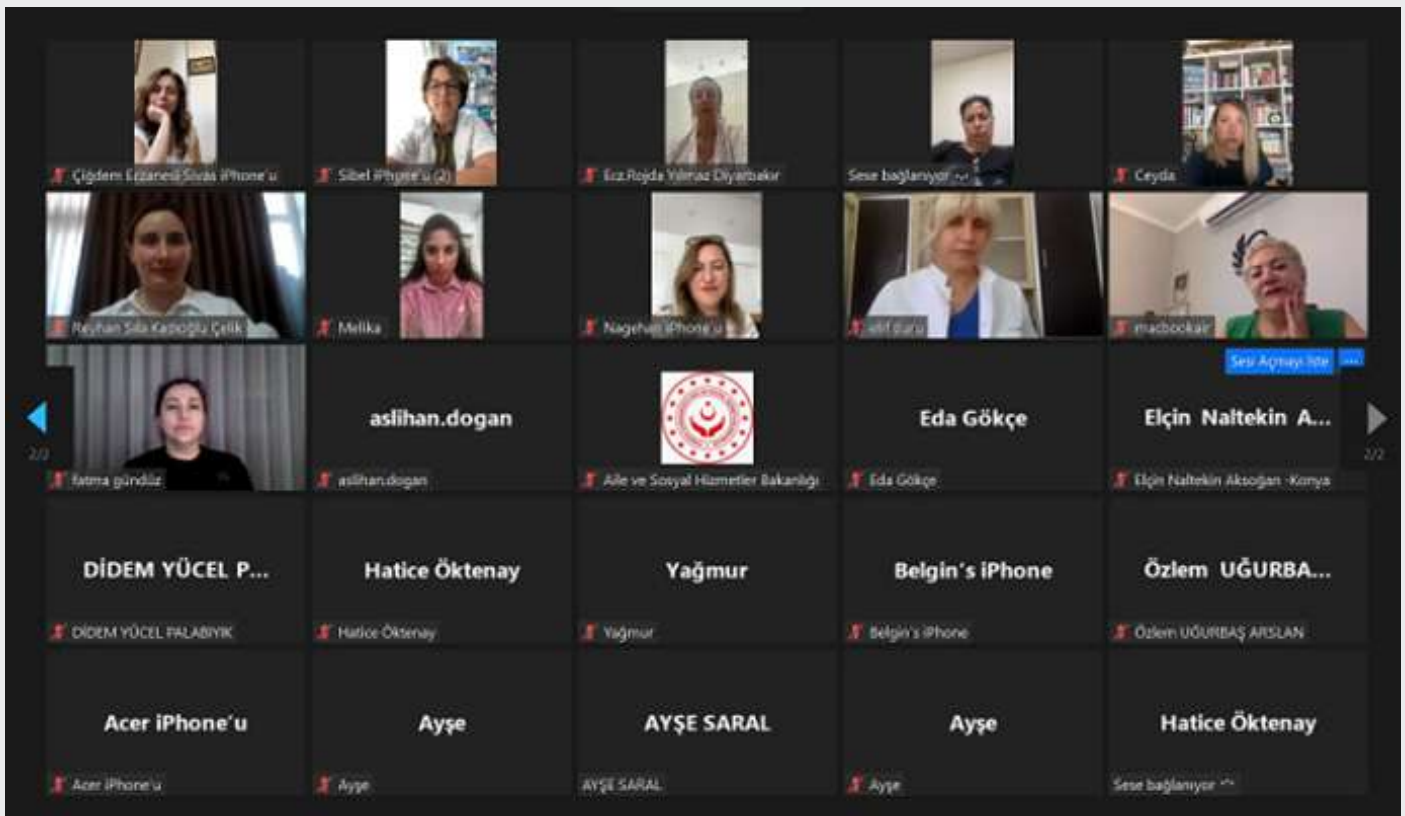 Çiğdem Eczanesi Sivas iPhone'u
Sibel iPhone'u (2)
Ecz.Rojda Yılmaz Diyarbakır
Sese bağlanıyor
Ceyda
Reyhan Sıla Kadıoğlu Çelik
Melika
Nagehan iPhone'u
elif duru
macbookair
Sesi Açmayı İste ...
2/2
fatma gündüz
aslihan.dogan
aslihan.dogan
Aile ve Sosyal Hizmetler Bakanlığı
Eda Gökçe
Eda Gökçe
Elçin Naltekin A...
Elçin Naltekin Aksoğan -Konya
2/2
DİDEM YÜCEL P...
DİDEM YÜCEL PALABIYIK
Hatice Öktenay
Hatice Öktenay
Yağmur
Yağmur
Belgin's iPhone
Belgin's iPhone
Özlem UĞURBA...
Özlem UĞURBAŞ ARSLAN
Acer iPhone'u
Acer iPhone'u
Ayşe
Ayşe
AYŞE SARAL
AYŞE SARAL
Ayşe
Ayşe
Hatice Öktenay
Sese bağlanıyor